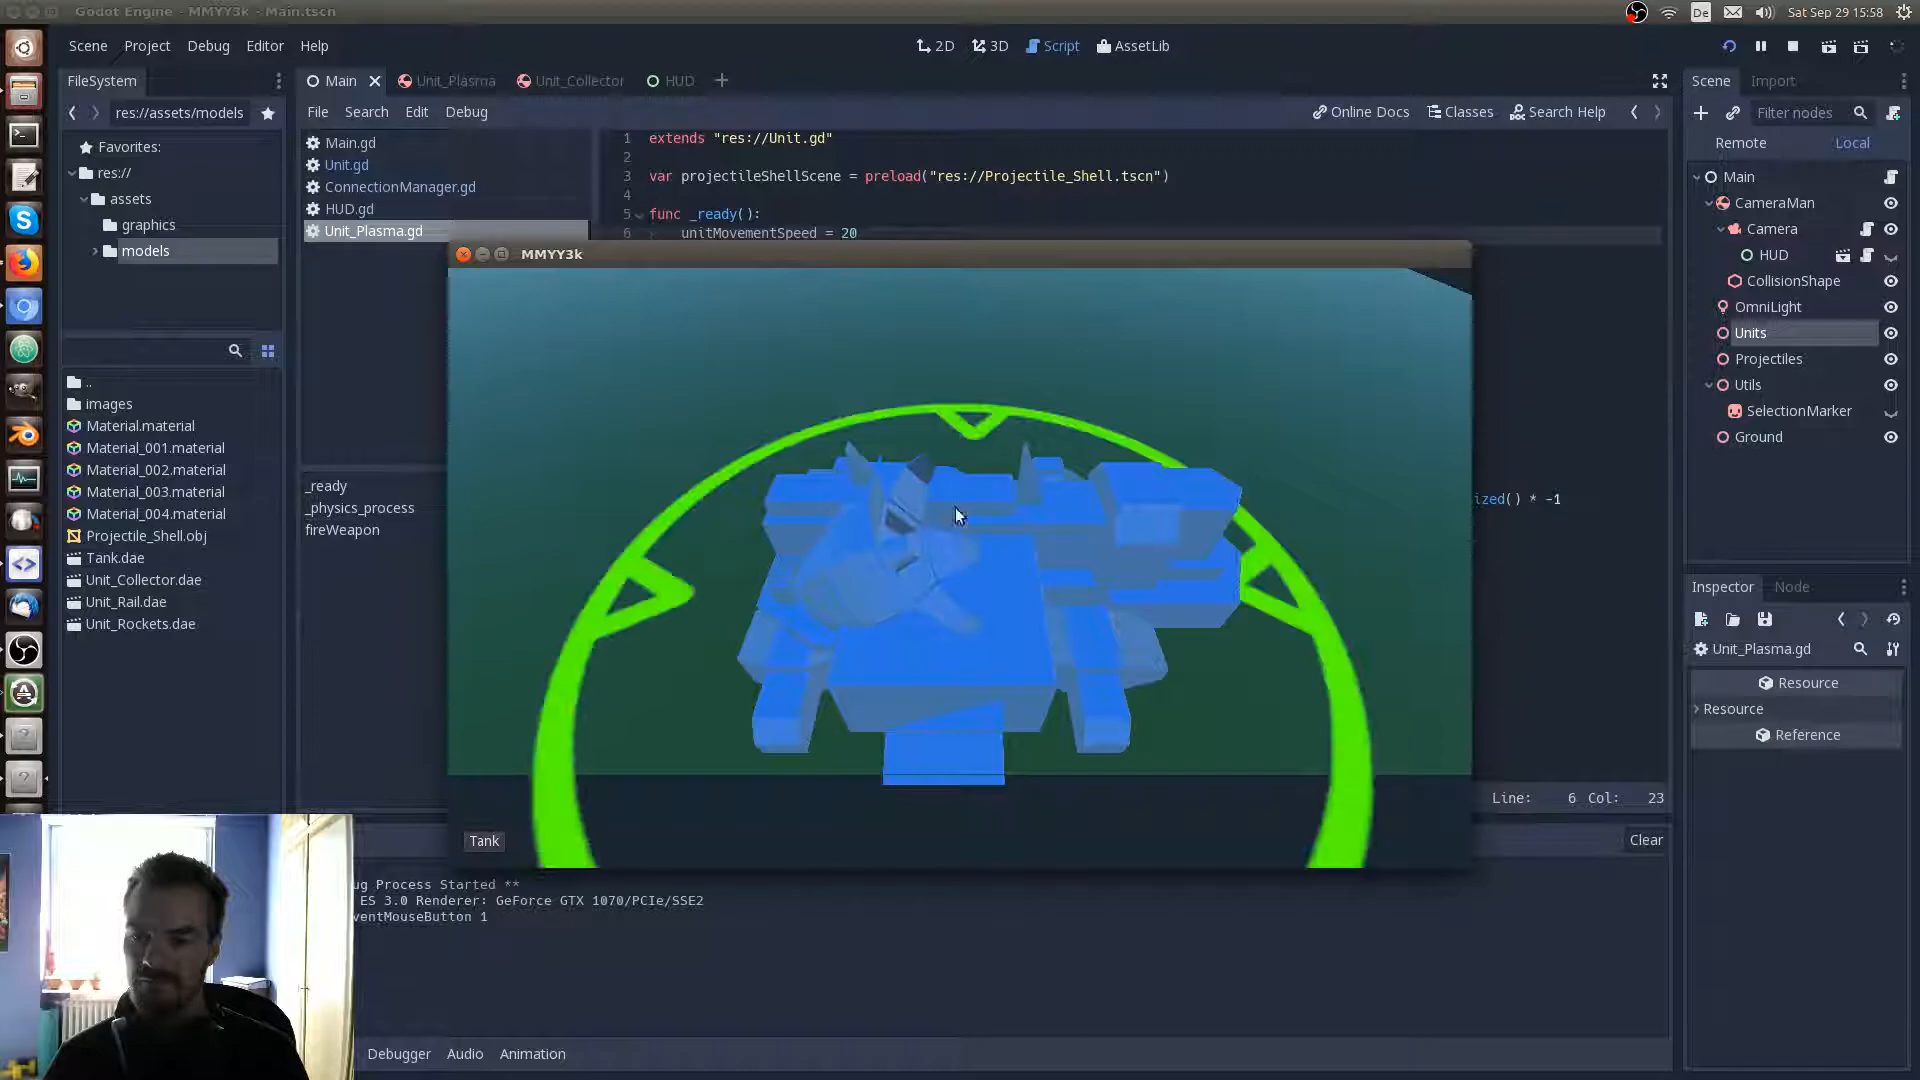 Godot Engine - MMYY3k - Main.tscn
De
Sat Sep 29 15:58
Scene Project Debug Editor Help
2D 3D Script AssetLib
FileSystem
Main
Unit_Plasma
Unit_Collector
HUD
Scene
Import
res://assets/models
File Search Edit Debug
Online Docs
Classes
Search Help
Filter nodes
Favorites:
res://
assets
graphics
models
Main.gd
Unit.gd
ConnectionManager.gd
HUD.gd
Unit_Plasma.gd
1 extends "res://Unit.gd"
2
3 var projectileShellScene = preload("res://Projectile_Shell.tscn")
4
5 func _ready():
6 unitMovementSpeed = 20
ized() * -1
Remote
Local
Main
CameraMan
Camera
HUD
CollisionShape
OmniLight
Units
Projectiles
Utils
SelectionMarker
Ground
MMYY3k
Tank
..
images
Material.material
Material_001.material
Material_002.material
Material_003.material
Material_004.material
Projectile_Shell.obj
Tank.dae
Unit_Collector.dae
Unit_Rail.dae
Unit_Rockets.dae
_ready
_physics_process
fireWeapon
Inspector
Node
Unit_Plasma.gd
Resource
Resource
Reference
Line: 6 Col: 23
Clear
ug Process Started **
ES 3.0 Renderer: GeForce GTX 1070/PCIe/SSE2
ventMouseButton 1
Debugger
Audio
Animation